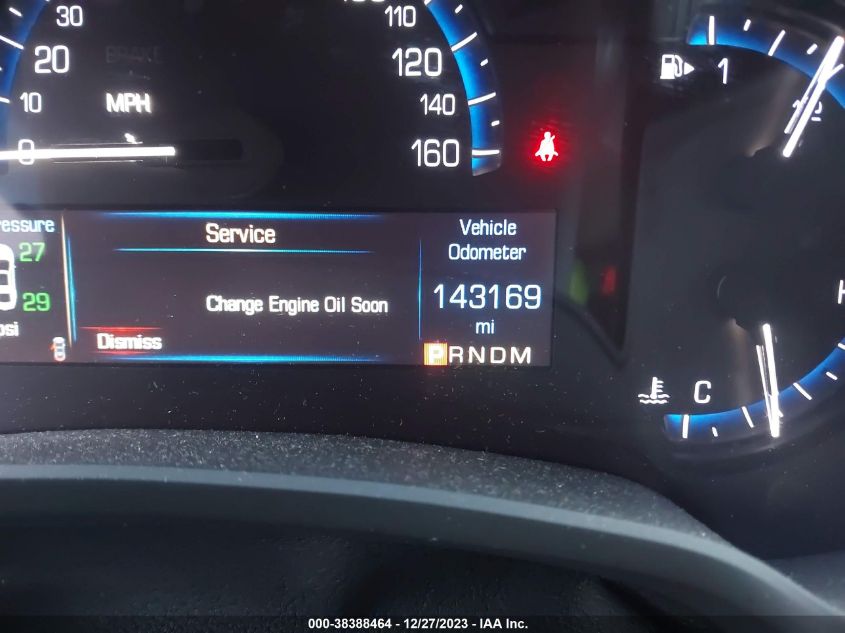 30
20
10
0
BRAKE
MPH
110
120
140
160
1
Service
Change Engine Oil Soon
Dismiss
27
29
Vehicle
Odometer
143169
mi
PRNDM
C
000-38388464 - 12/27/2023 - IAA Inc.